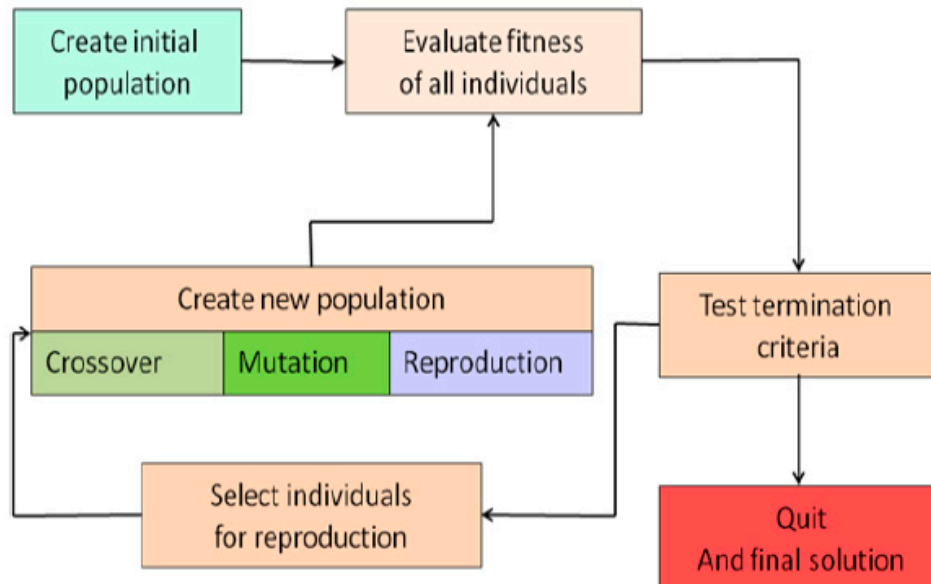 Create initial
population
Evaluate fitness
of all individuals
Create new population
Crossover
Mutation
Reproduction
Test termination
criteria
Select individuals
for reproduction
Quit
And final solution